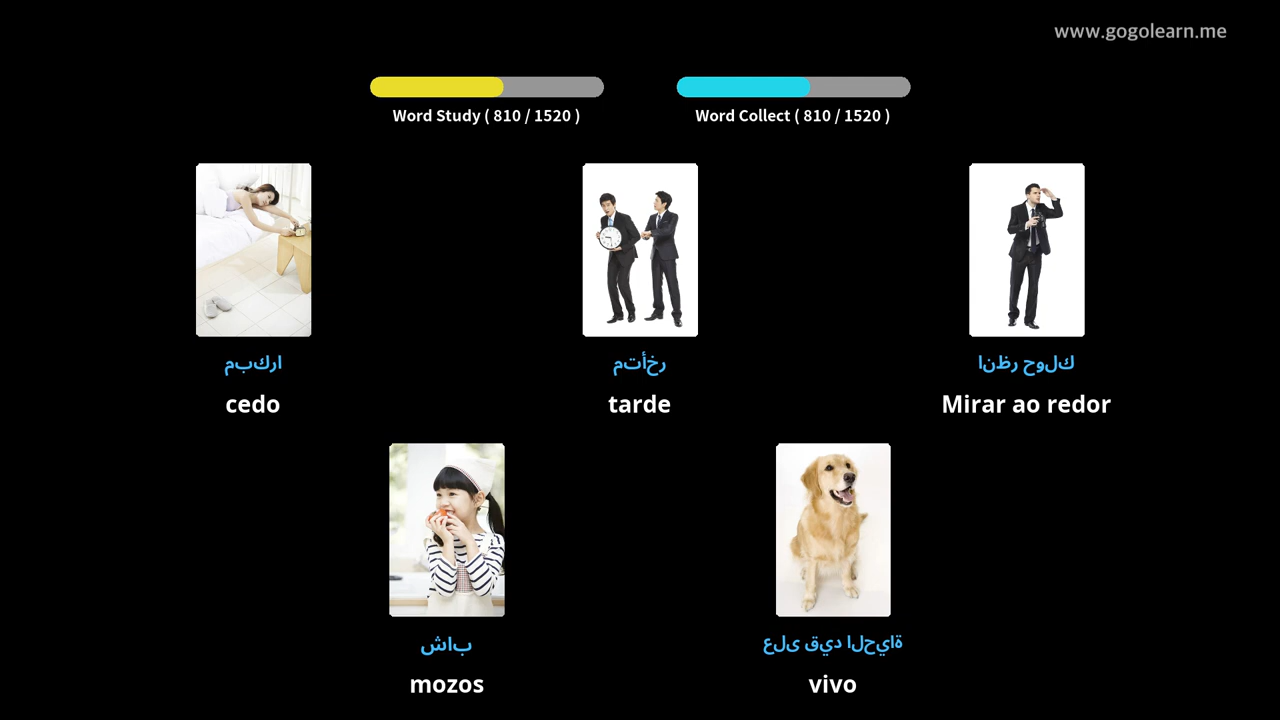 www.gogolearn.me
Word Study ( 810 / 1520 )
Word Collect ( 810 / 1520 )
مبكرا
متأخر
انظر حولك
cedo
tarde
Mirar ao redor
شاب
على قيد الحياة
mozos
vivo